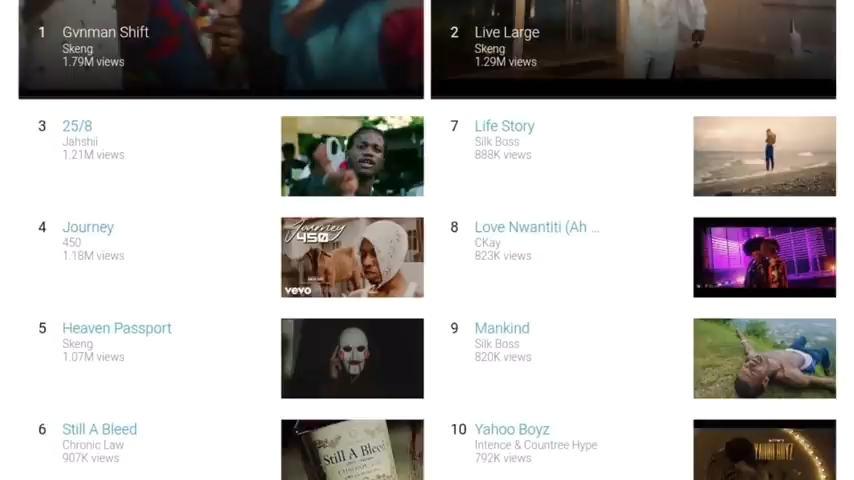 1 Gvnman Shift
Skeng
1.79M views
2 Live Large
Skeng
1.29M views
3 25/8
Jahshii
1.21M views
4 Journey
450
1.18M views
Journey
450
vevo
5 Heaven Passport
Skeng
1.07M views
6 Still A Bleed
Chronic Law
907K views
Still A Bleed
7 Life Story
Silk Boss
888K views
8 Love Nwantiti (Ah ...
CKay
823K views
9 Mankind
Silk Boss
820K views
10 Yahoo Boyz
Intence & Countree Hype
792K views
YAHOO BOYZ